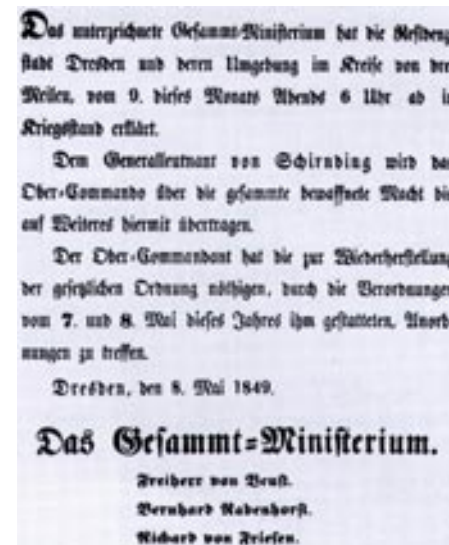 Das unterzeichnete Gesammt-Ministerium hat die Residenz
stadt Dresden und deren Umgebung im Kreise von drei
Meilen, vom 9. dieses Monats Abends 6 Uhr ab in
Kriegsstand erklärt.
Dem Generallieutnant von Schirnding wird das
Ober-Commando über die gesammte bewaffnete Macht bis
auf Weiteres hiermit übertragen.
Der Ober-Commandant hat die zur Wiederherstellung
der gesetzlichen Ordnung nöthigen, durch die Verordnungen
vom 7. und 8. Mai dieses Jahres ihm gestatteten, Anord
nungen zu treffen.
Dresden, den 8. Mai 1849.
Das Gesammt-Ministerium.
Freiherr von Beust.
Bernhard Rabenhorst.
Richard von Friesen.